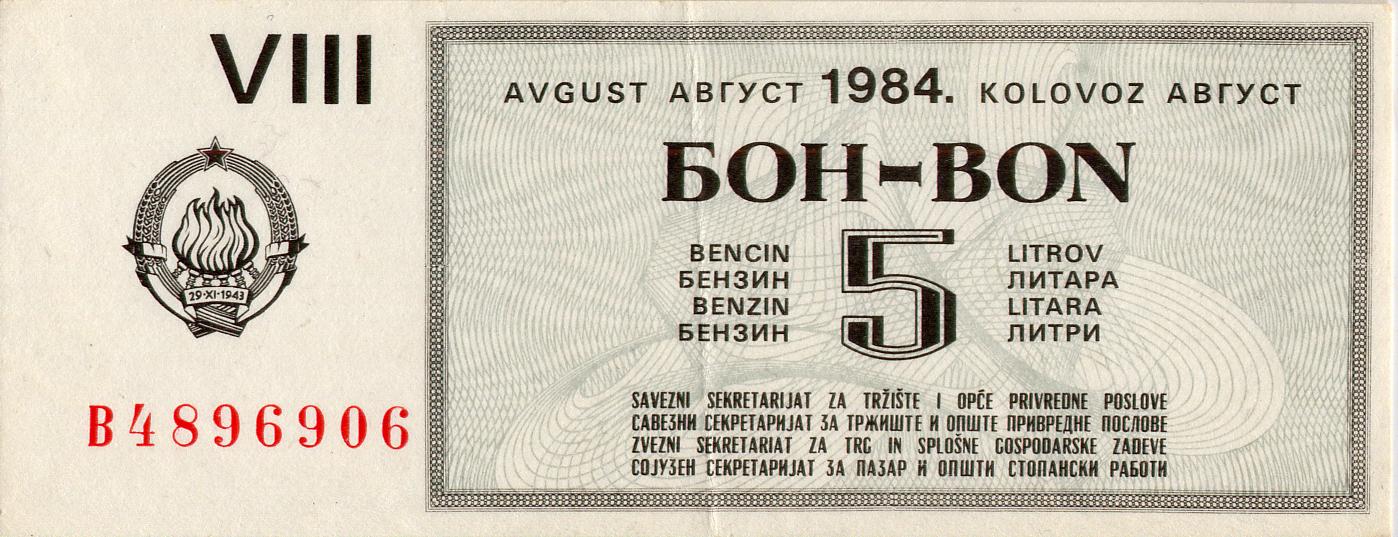 VIII
29·XI·1943
B4896906
AVGUST АВГУСТ 1984. KOLOVOZ АВГУСТ
БОН-BON
BENCIN 5 LITROV
БЕНЗИН ЛИТАРА
BENZIN LITARA
БЕНЗИН ЛИТРИ
SAVEZNI SEKRETARIJAT ZA TRŽIŠTE I OPĆE PRIVREDNE POSLOVE
САВЕЗНИ СЕКРЕТАРИЈАТ ЗА ТРЖИШТЕ И ОПШТЕ ПРИВРЕДНЕ ПОСЛОВЕ
ZVEZNI SEKRETARIAT ZA TRG IN SPLOŠNE GOSPODARSKE ZADEVE
СОЈУЗЕН СЕКРЕТАРИЈАТ ЗА ПАЗАР И ОПШТИ СТОПАНСКИ РАБОТИ